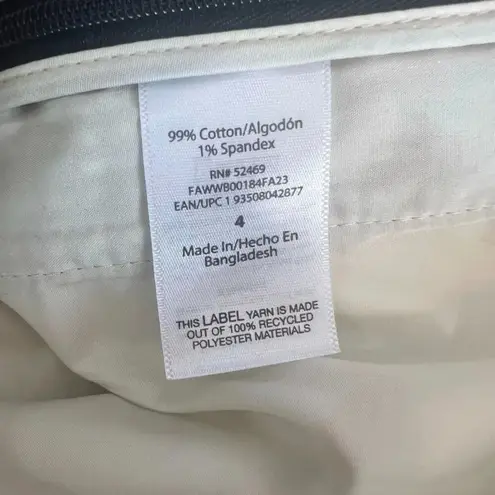 99% Cotton/Algodón
1% Spandex
RN# 52469
FAWWB00184FA23
EAN/UPC 1 93508042877
4
Made In/Hecho En
Bangladesh
THIS LABEL YARN IS MADE
OUT OF 100% RECYCLED
POLYESTER MATERIALS